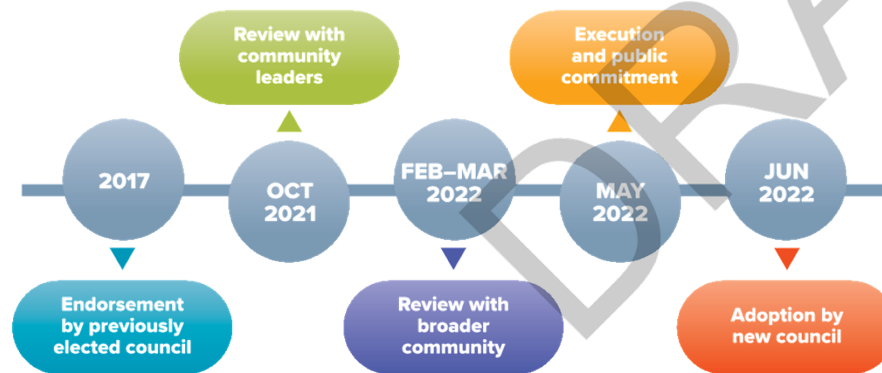 Review with
community
leaders
Execution
and public
commitment
2017
OCT
2021
FEB–MAR
2022
MAY
2022
JUN
2022
Endorsement
by previously
elected council
Review with
broader
community
Adoption by
new council
DRA